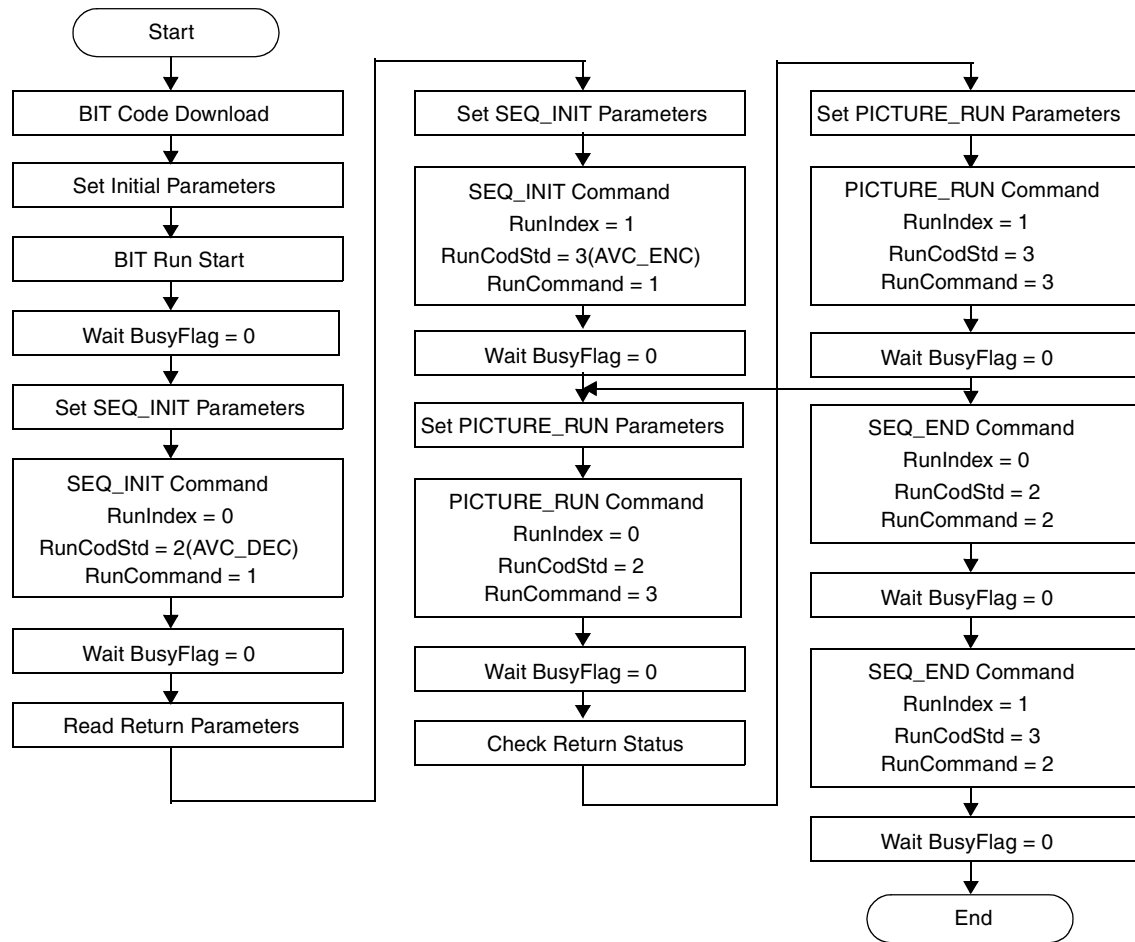 Start
BIT Code Download
Set Initial Parameters
BIT Run Start
Wait BusyFlag = 0
Set SEQ_INIT Parameters
SEQ_INIT Command
RunIndex = 0
RunCodStd = 2(AVC_DEC)
RunCommand = 1
Wait BusyFlag = 0
Read Return Parameters
Set SEQ_INIT Parameters
SEQ_INIT Command
RunIndex = 1
RunCodStd = 3(AVC_ENC)
RunCommand = 1
Wait BusyFlag = 0
Set PICTURE_RUN Parameters
PICTURE_RUN Command
RunIndex = 0
RunCodStd = 2
RunCommand = 3
Wait BusyFlag = 0
Check Return Status
Set PICTURE_RUN Parameters
PICTURE_RUN Command
RunIndex = 1
RunCodStd = 3
RunCommand = 3
Wait BusyFlag = 0
SEQ_END Command
RunIndex = 0
RunCodStd = 2
RunCommand = 2
Wait BusyFlag = 0
SEQ_END Command
RunIndex = 1
RunCodStd = 3
RunCommand = 2
Wait BusyFlag = 0
End